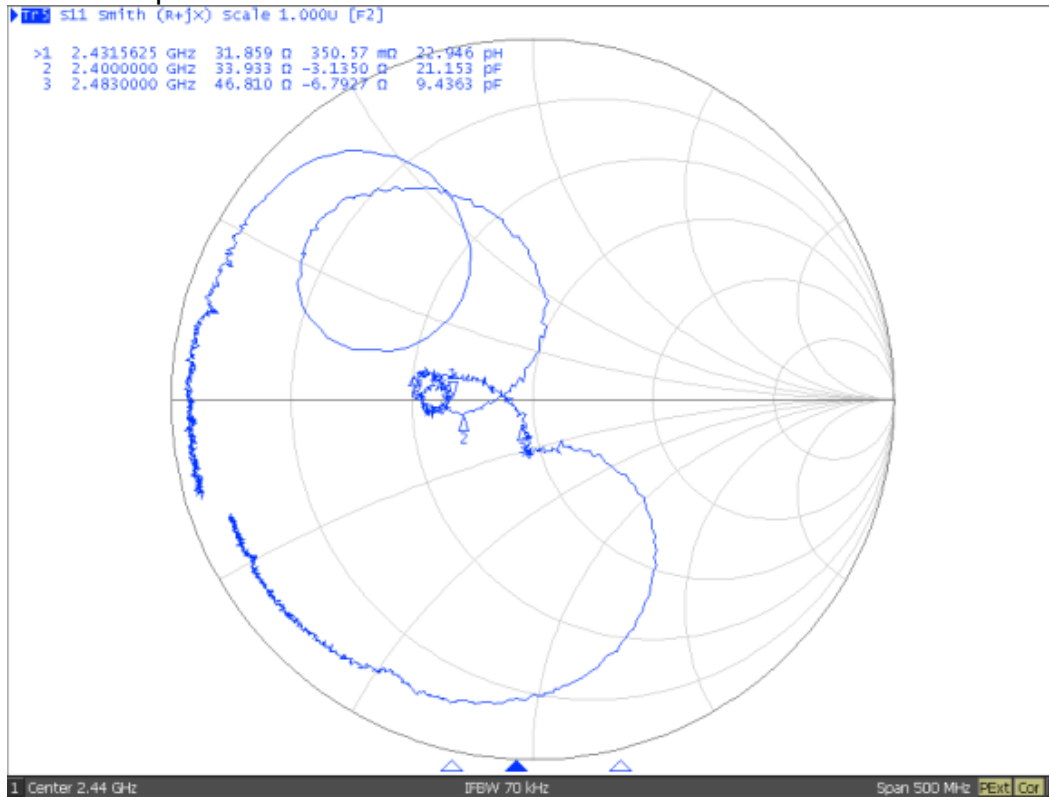 Tr5 S11 Smith (R+jX) Scale 1.000U [F2]
>1 2.4315625 GHz 31.859 Ω 350.57 mΩ 22.946 pH
2 2.4000000 GHz 33.933 Ω -3.1350 Ω 21.153 pF
3 2.4830000 GHz 46.810 Ω -6.7927 Ω 9.4363 pF
2
1 Center 2.44 GHz IFBW 70 kHz Span 500 MHz PExt Cor